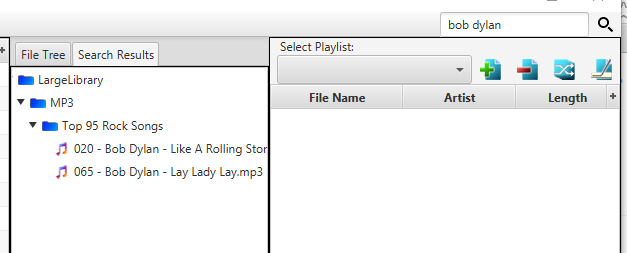 bob dylan
File Tree
Search Results
Select Playlist:
LargeLibrary
MP3
Top 95 Rock Songs
020 - Bob Dylan - Like A Rolling Stor
065 - Bob Dylan - Lay Lady Lay.mp3
File Name Artist Length +